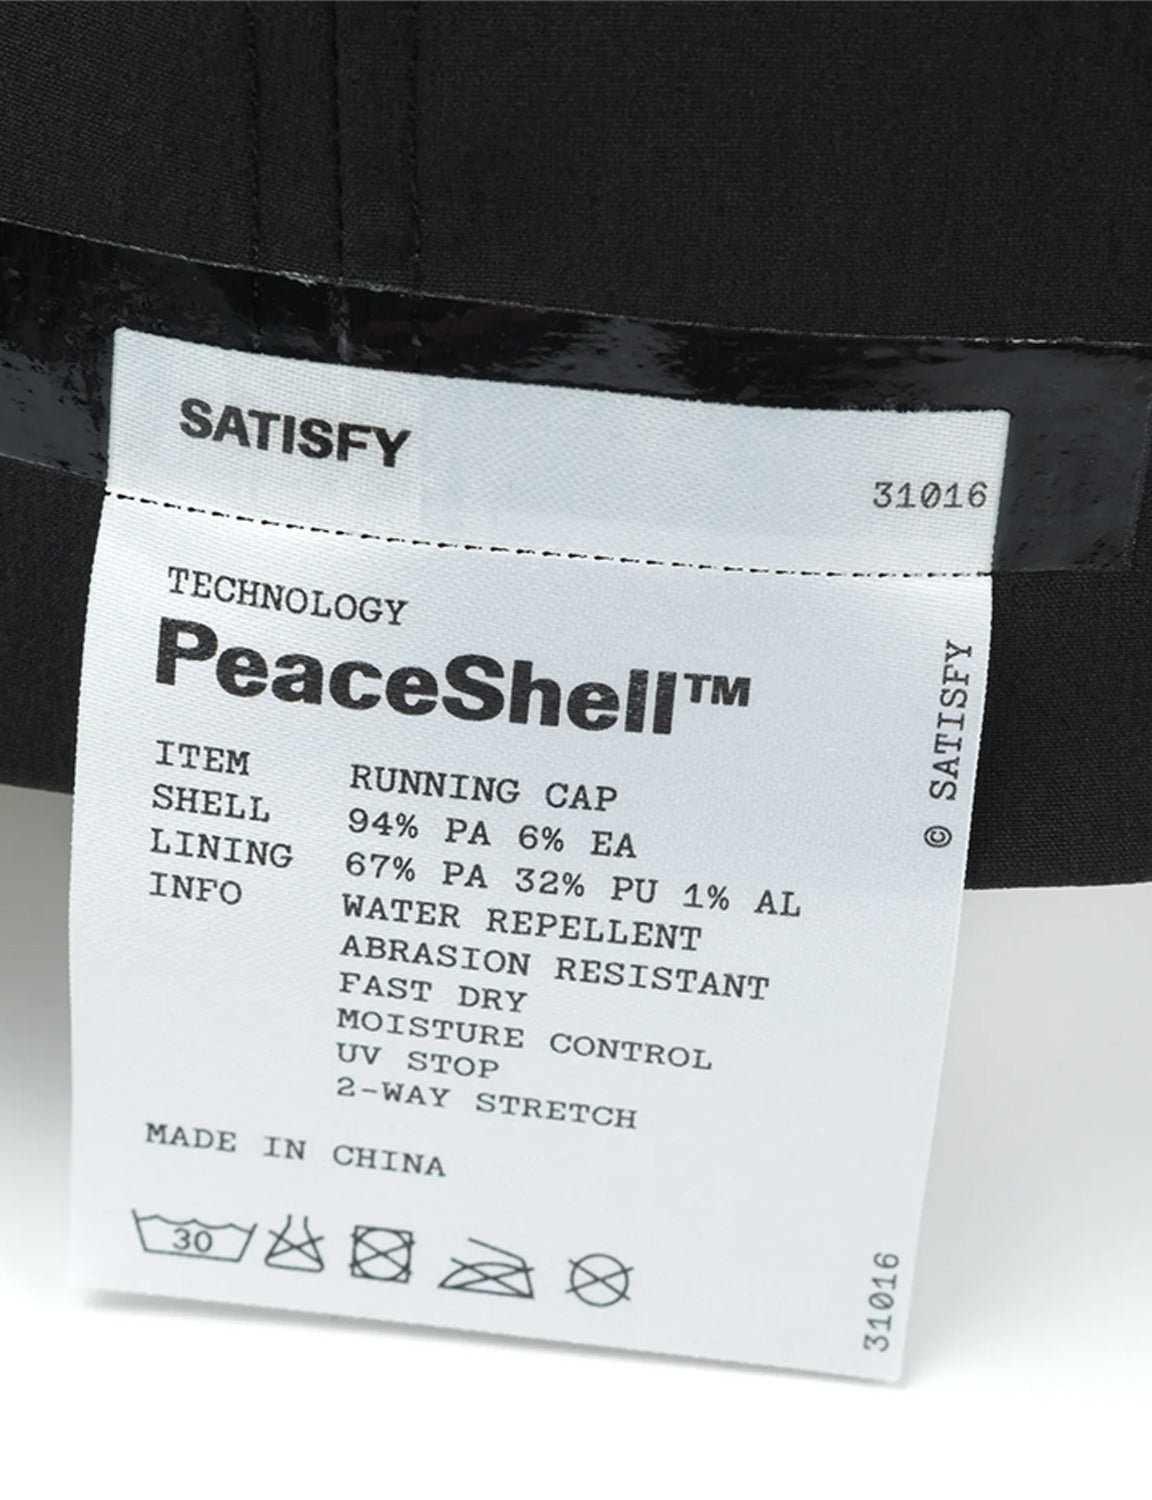 SATISFY
31016
TECHNOLOGY
PeaceShell™
ITEM RUNNING CAP
SHELL 94% PA 6% EA
LINING 67% PA 32% PU 1% AL
INFO WATER REPELLENT
ABRASION RESISTANT
FAST DRY
MOISTURE CONTROL
UV STOP
2-WAY STRETCH
MADE IN CHINA
30
© SATISFY
31016